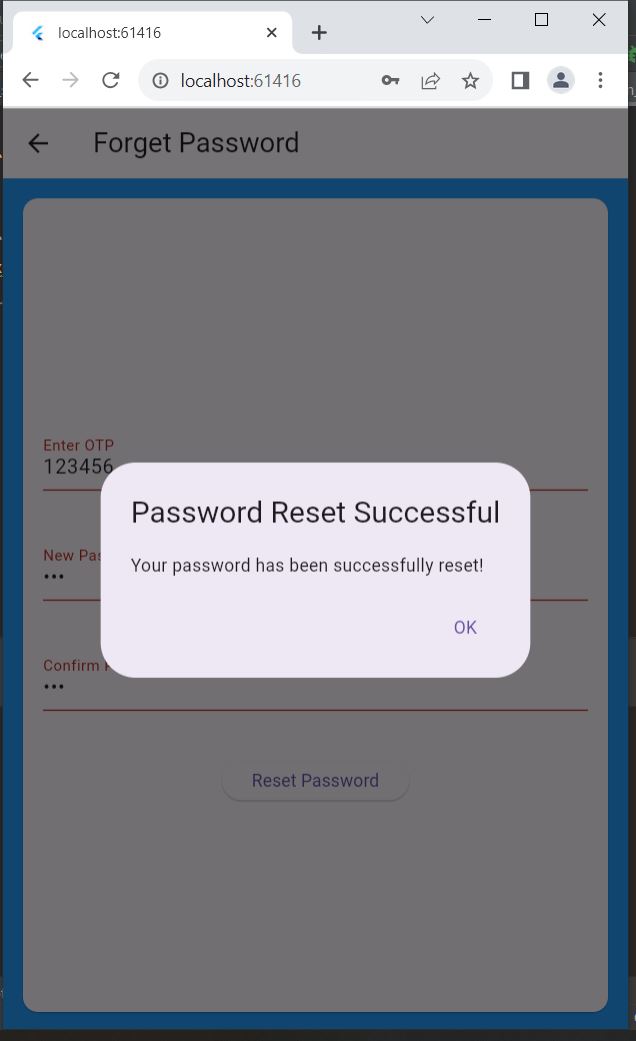 localhost:61416
localhost:61416
Forget Password
Enter OTP
123456
Password Reset Successful
New Pas
Your password has been successfully reset!
OK
Confirm
Reset Password